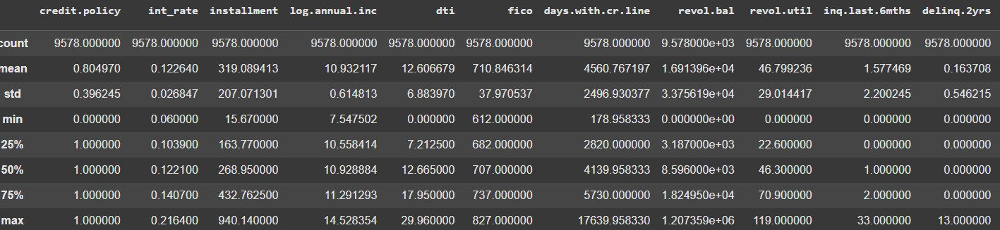 credit.policy int_rate installment log.annual.inc dti fico days.with.cr.line revol.bal revol.util inq.last.6mths delinq.2yrs
count 9578.000000 9578.000000 9578.000000 9578.000000 9578.000000 9578.000000 9578.000000 9.578000e+03 9578.000000 9578.000000 9578.000000
mean 0.804970 0.122640 319.089413 10.932117 12.606679 710.846314 4560.767197 1.691396e+04 46.799236 1.577469 0.163708
std 0.396245 0.026847 207.071301 0.614813 6.883970 37.970537 2496.930377 3.375619e+04 29.014417 2.200245 0.546215
min 0.000000 0.060000 15.670000 7.547502 0.000000 612.000000 178.958333 0.000000e+00 0.000000 0.000000 0.000000
25% 1.000000 0.103900 163.770000 10.558414 7.212500 682.000000 2820.000000 3.187000e+03 22.600000 0.000000 0.000000
50% 1.000000 0.122100 268.950000 10.928884 12.665000 707.000000 4139.958333 8.596000e+03 46.300000 1.000000 0.000000
75% 1.000000 0.140700 432.762500 11.291293 17.950000 737.000000 5730.000000 1.824950e+04 70.900000 2.000000 0.000000
max 1.000000 0.216400 940.140000 14.528354 29.960000 827.000000 17639.958330 1.207359e+06 119.000000 33.000000 13.000000